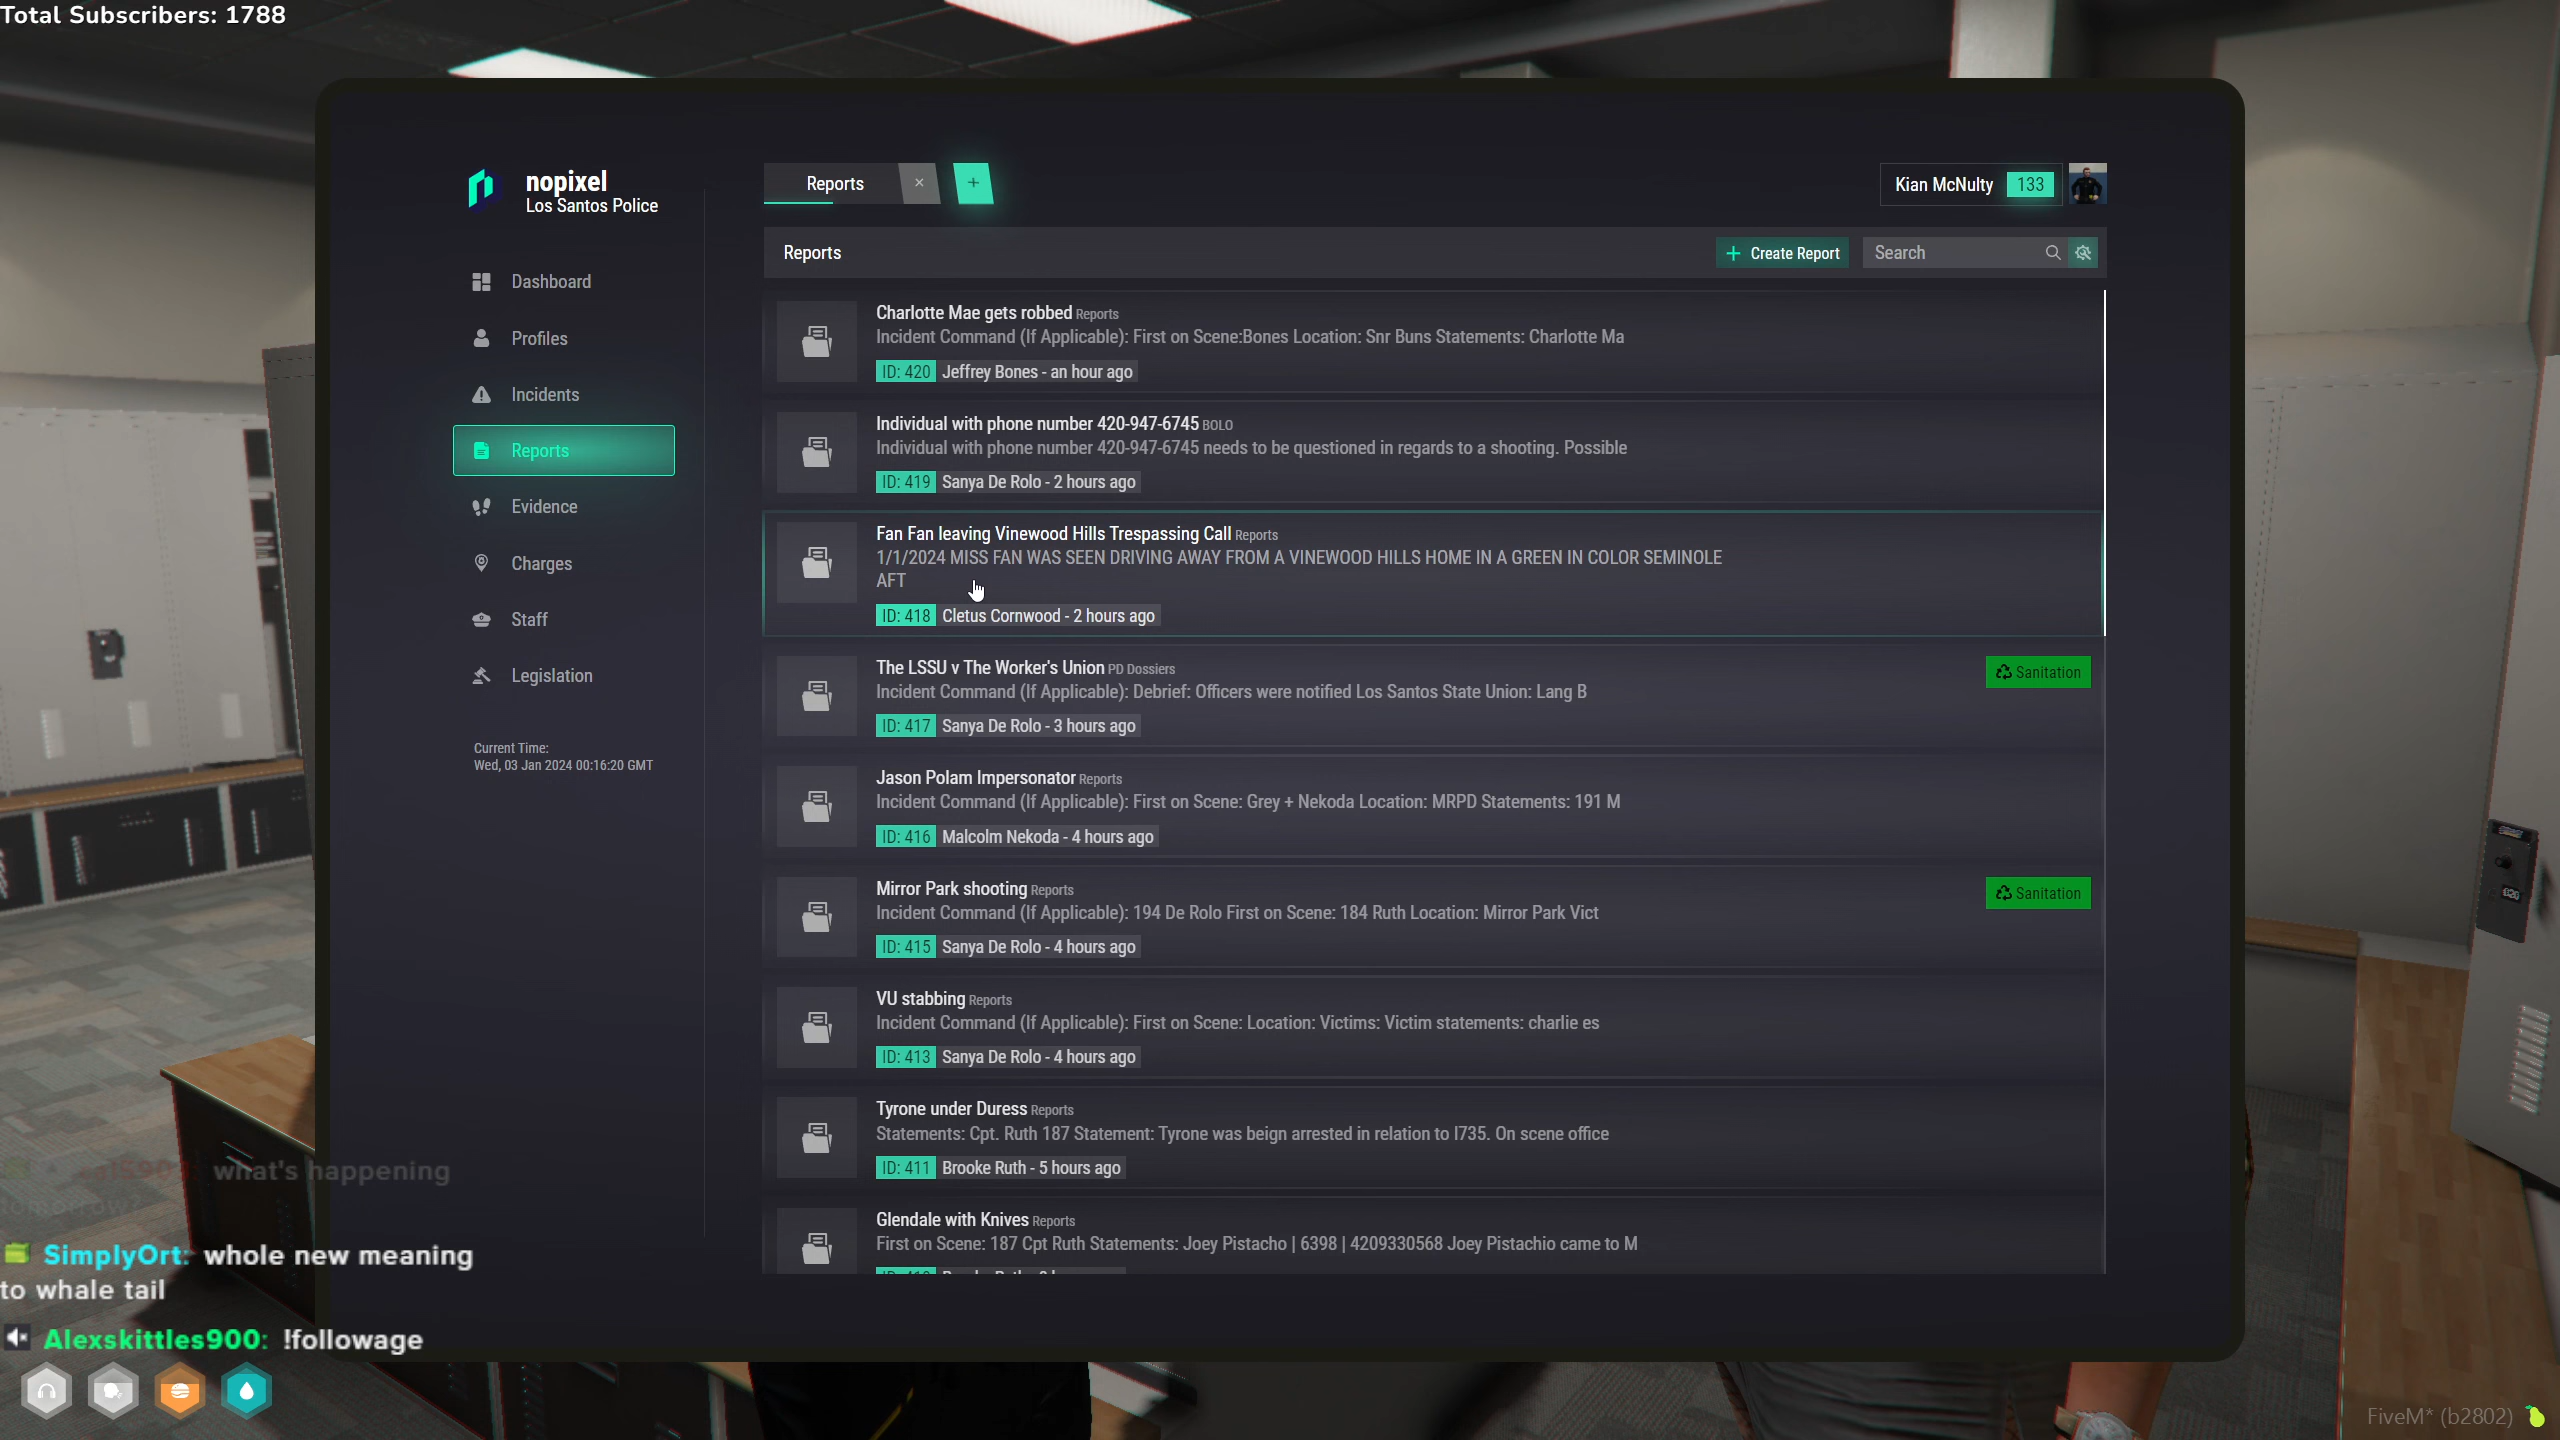 Total Subscribers: 1788
nopixel
Los Santos Police
Dashboard
Profiles
Incidents
Reports
Evidence
Charges
Staff
Legislation
Current Time:
Wed, 03 Jan 2024 00:16:20 GMT
Reports
Kian McNulty 133
Reports
Create Report
Search
Charlotte Mae gets robbed Reports
Incident Command (If Applicable): First on Scene:Bones Location: Snr Buns Statements: Charlotte Ma
ID: 420 Jeffrey Bones - an hour ago
Individual with phone number 420-947-6745 BOLO
Individual with phone number 420-947-6745 needs to be questioned in regards to a shooting. Possible
ID: 419 Sanya De Rolo - 2 hours ago
Fan Fan leaving Vinewood Hills Trespassing Call Reports
1/1/2024 MISS FAN WAS SEEN DRIVING AWAY FROM A VINEWOOD HILLS HOME IN A GREEN IN COLOR SEMINOLE
AFT
ID: 418 Cletus Cornwood - 2 hours ago
The LSSU v The Worker's Union PD Dossiers
Sanitation
Incident Command (If Applicable): Debrief: Officers were notified Los Santos State Union: Lang B
ID: 417 Sanya De Rolo - 3 hours ago
Jason Polam Impersonator Reports
Incident Command (If Applicable): First on Scene: Grey + Nekoda Location: MRPD Statements: 191 M
ID: 416 Malcolm Nekoda - 4 hours ago
Mirror Park shooting Reports
Sanitation
Incident Command (If Applicable): 194 De Rolo First on Scene: 184 Ruth Location: Mirror Park Vict
ID: 415 Sanya De Rolo - 4 hours ago
VU stabbing Reports
Incident Command (If Applicable): First on Scene: Location: Victims: Victim statements: charlie es
ID: 413 Sanya De Rolo - 4 hours ago
Tyrone under Duress Reports
Statements: Cpt. Ruth 187 Statement: Tyrone was beign arrested in relation to I735. On scene office
ID: 411 Brooke Ruth - 5 hours ago
Glendale with Knives Reports
First on Scene: 187 Cpt Ruth Statements: Joey Pistacho | 6398 | 4209330568 Joey Pistachio came to M
what's happening
tomorrow?
SimplyOrt: whole new meaning
to whale tail
Alexskittles900: !followage
FiveM* (b2802)